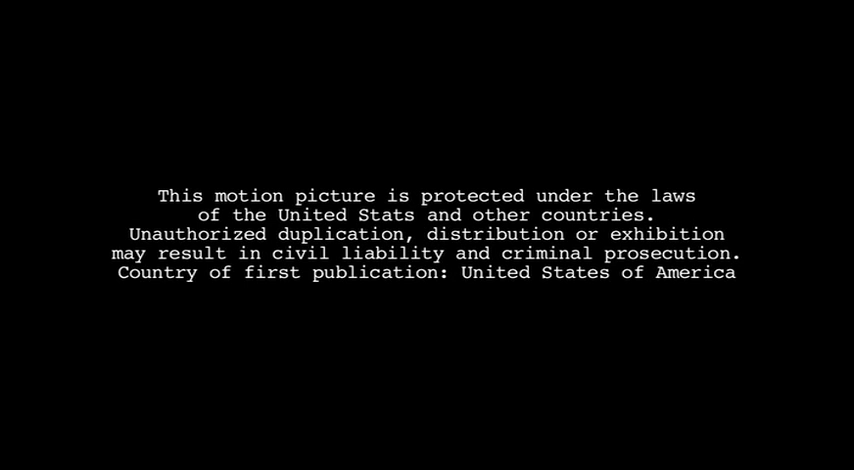 This motion picture is protected under the laws
of the United Stats and other countries.
Unauthorized duplication, distribution or exhibition
may result in civil liability and criminal prosecution.
Country of first publication: United States of America